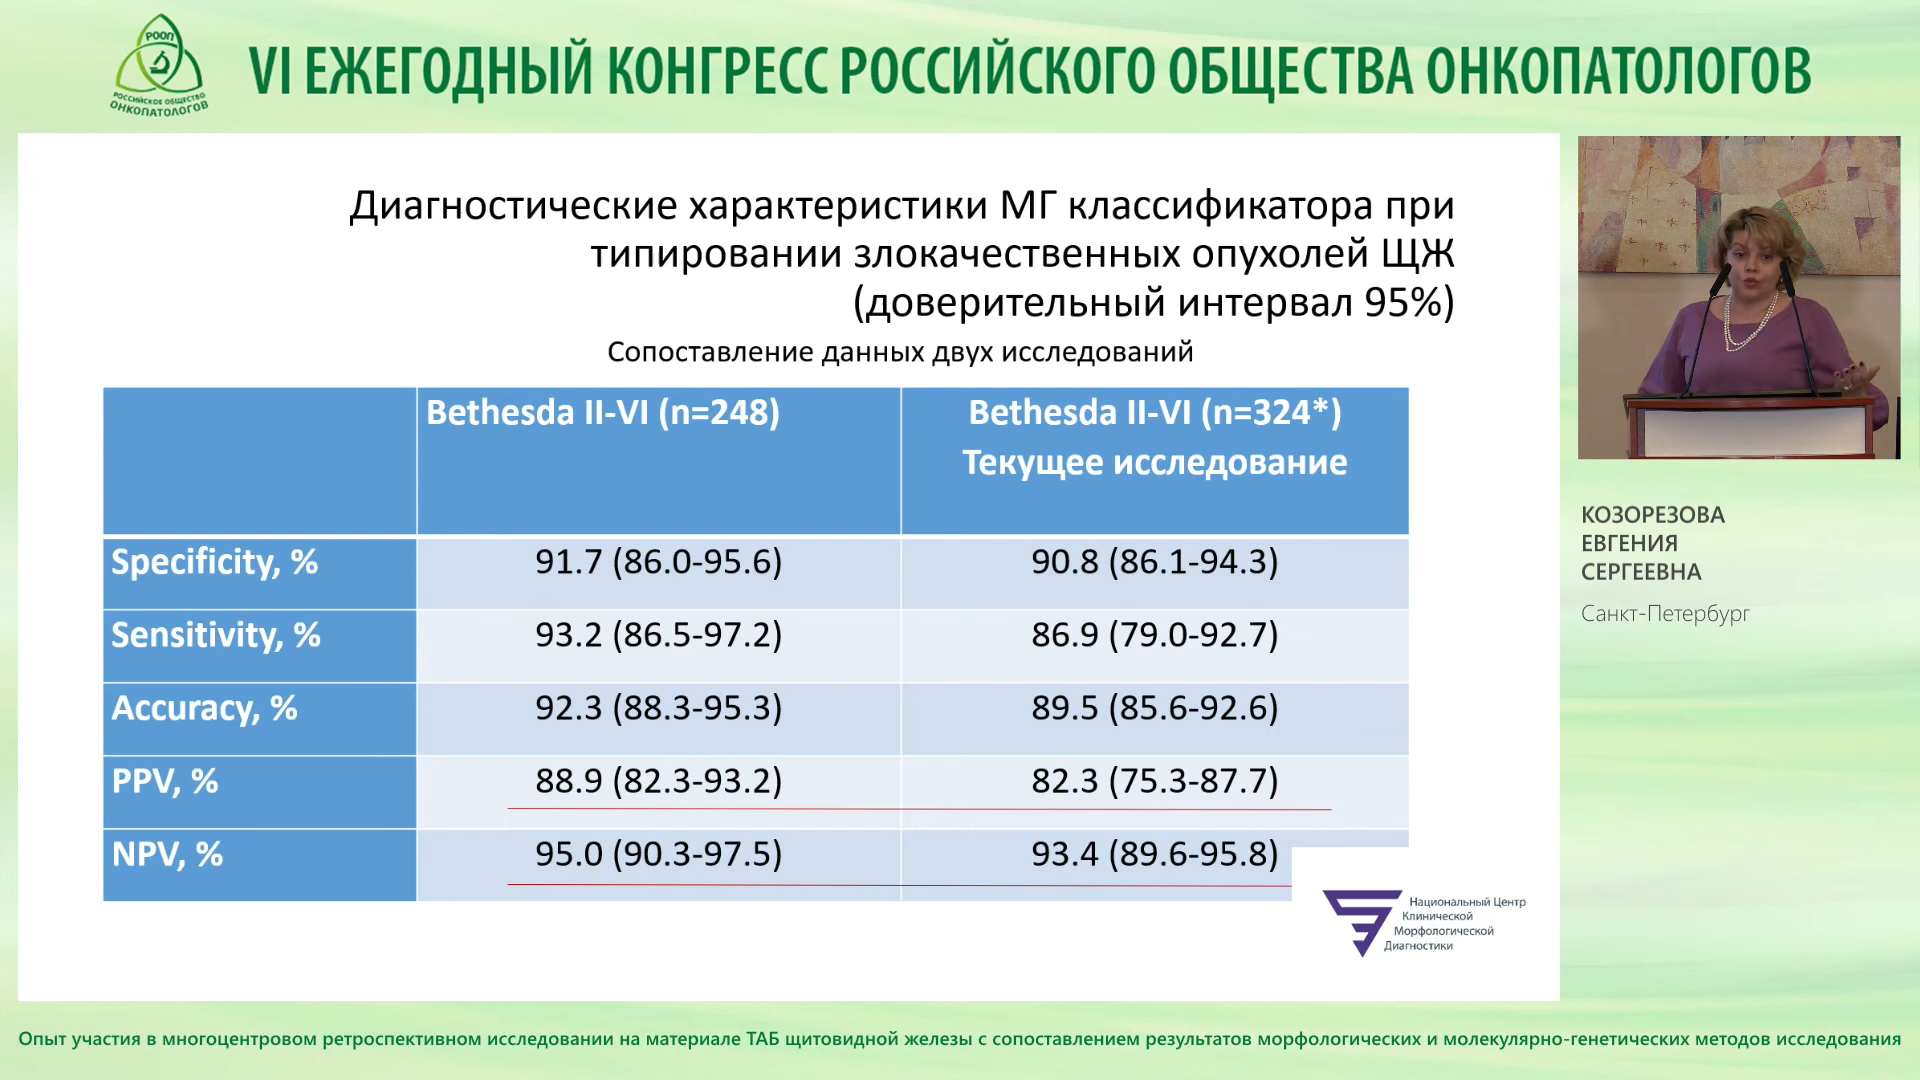 РООП
РОССИЙСКОЕ ОБЩЕСТВО
ОНКОПАТОЛОГОВ
VI ЕЖЕГОДНЫЙ КОНГРЕСС РОССИЙСКОГО ОБЩЕСТВА ОНКОПАТОЛОГОВ
Диагностические характеристики МГ классификатора при
типировании злокачественных опухолей ЩЖ
(доверительный интервал 95%)
Сопоставление данных двух исследований
Bethesda II-VI (n=248) Bethesda II-VI (n=324*)
Текущее исследование
Specificity, % 91.7 (86.0-95.6) 90.8 (86.1-94.3)
Sensitivity, % 93.2 (86.5-97.2) 86.9 (79.0-92.7)
Accuracy, % 92.3 (88.3-95.3) 89.5 (85.6-92.6)
PPV, % 88.9 (82.3-93.2) 82.3 (75.3-87.7)
NPV, % 95.0 (90.3-97.5) 93.4 (89.6-95.8)
Национальный Центр
Клинической
Морфологической
Диагностики
КОЗОРЕЗОВА
ЕВГЕНИЯ
СЕРГЕЕВНА
Санкт-Петербург
Опыт участия в многоцентровом ретроспективном исследовании на материале ТАБ щитовидной железы с сопоставлением результатов морфологических и молекулярно-генетических методов исследования